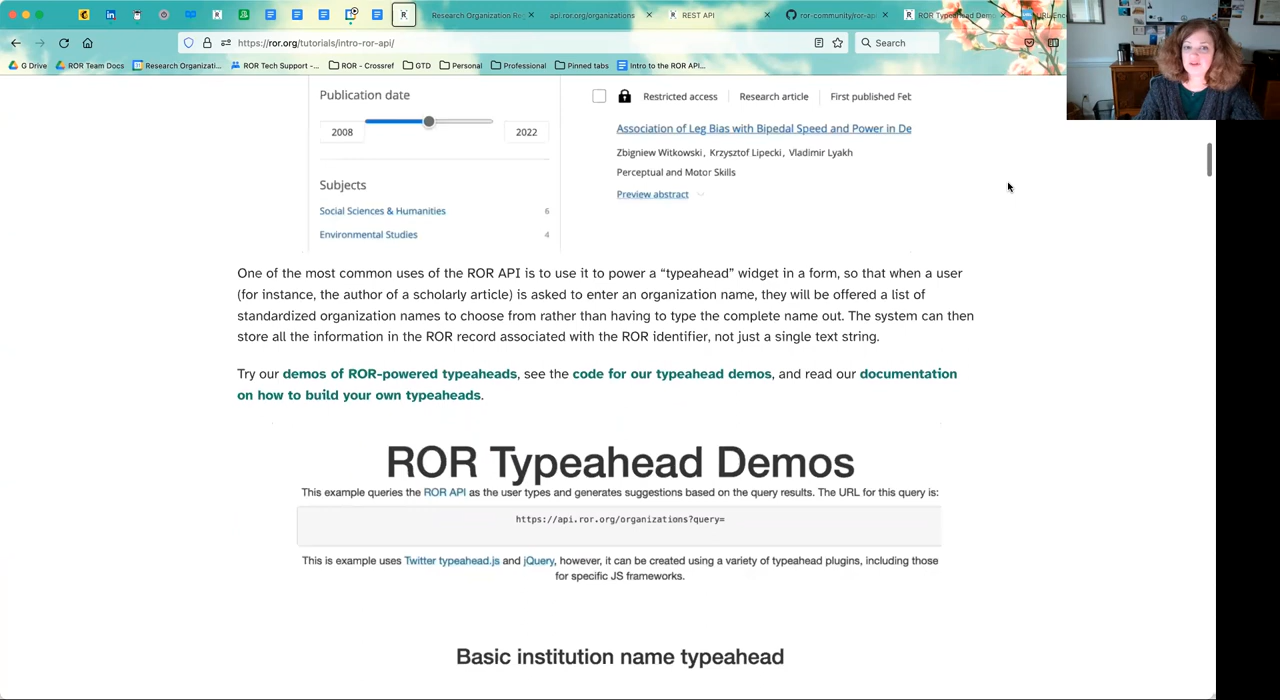 Research Organization Re
api.ror.org/organizations
REST API
ror-community/ror-ap
ROR Typeahead Dem
https://ror.org/tutorials/intro-ror-api/
Search
G Drive
ROR Team Docs
Research Organizati...
ROR Tech Support -...
ROR - Crossref
GTD
Personal
Professional
Pinned tabs
Intro to the ROR API...
Publication date
2008
2022
Subjects
Social Sciences & Humanities 6
Environmental Studies 4
Restricted access Research article First published Feb
Association of Leg Bias with Bipedal Speed and Power in De
Zbigniew Witkowski, Krzysztof Lipecki, Vladimir Lyakh
Perceptual and Motor Skills
Preview abstract
One of the most common uses of the ROR API is to use it to power a “typeahead” widget in a form, so that when a user
(for instance, the author of a scholarly article) is asked to enter an organization name, they will be offered a list of
standardized organization names to choose from rather than having to type the complete name out. The system can then
store all the information in the ROR record associated with the ROR identifier, not just a single text string.
Try our demos of ROR-powered typeaheads, see the code for our typeahead demos, and read our documentation
on how to build your own typeaheads.
ROR Typeahead Demos
This example queries the ROR API as the user types and generates suggestions based on the query results. The URL for this query is:
https://api.ror.org/organizations?query=
This is example uses Twitter typeahead.js and jQuery, however, it can be created using a variety of typeahead plugins, including those
for specific JS frameworks.
Basic institution name typeahead